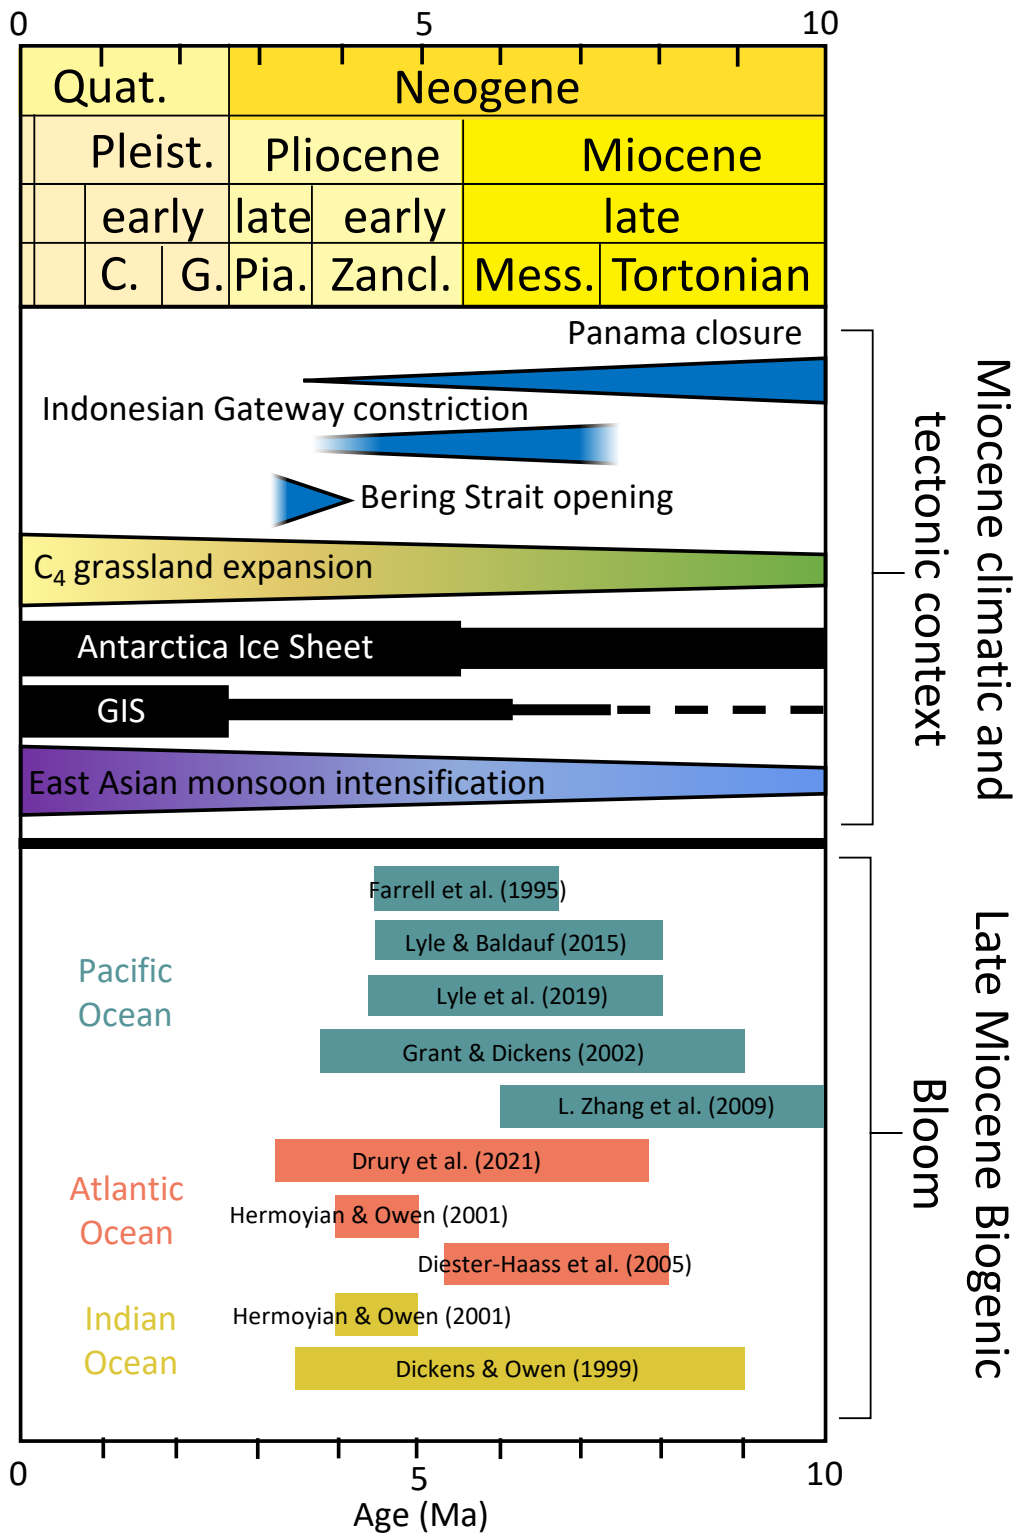 0 5 10
Quat. Neogene
Pleist. Pliocene Miocene
early late early late
C. G. Pia. Zancl. Mess. Tortonian
Panama closure
Indonesian Gateway constriction
Bering Strait opening
C₄ grassland expansion
Antarctica Ice Sheet
GIS
East Asian monsoon intensification
Miocene climatic and
tectonic context
Farrell et al. (1995)
Lyle & Baldauf (2015)
Pacific
Ocean
Lyle et al. (2019)
Grant & Dickens (2002)
L. Zhang et al. (2009)
Drury et al. (2021)
Atlantic
Ocean
Hermoyian & Owen (2001)
Diester-Haass et al. (2005)
Indian
Ocean
Hermoyian & Owen (2001)
Dickens & Owen (1999)
Late Miocene Biogenic
Bloom
0 5 10
Age (Ma)